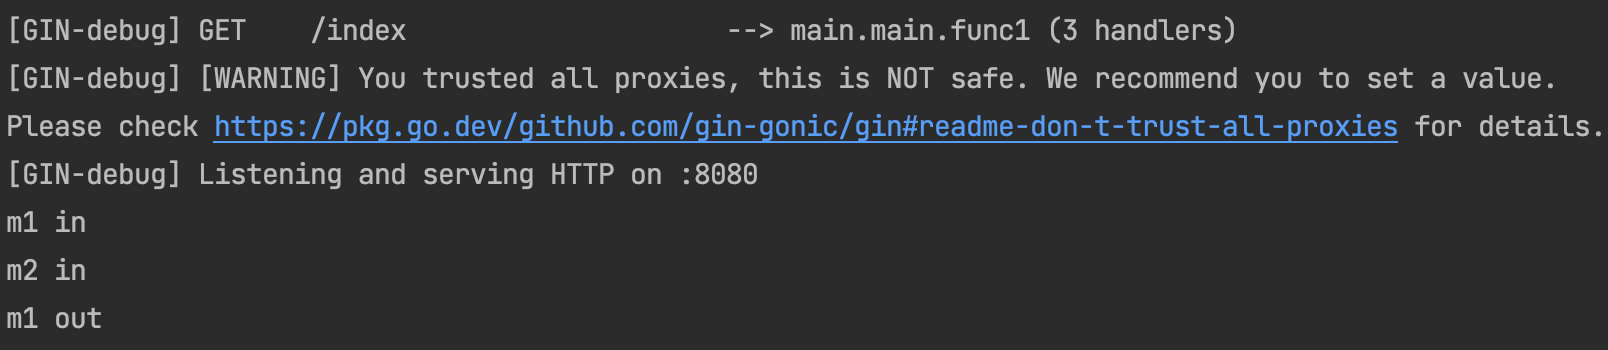 [GIN-debug] GET    /index                    --> main.main.func1 (3 handlers)
[GIN-debug] [WARNING] You trusted all proxies, this is NOT safe. We recommend you to set a value.
Please check https://pkg.go.dev/github.com/gin-gonic/gin#readme-don-t-trust-all-proxies for details.
[GIN-debug] Listening and serving HTTP on :8080
m1 in
m2 in
m1 out